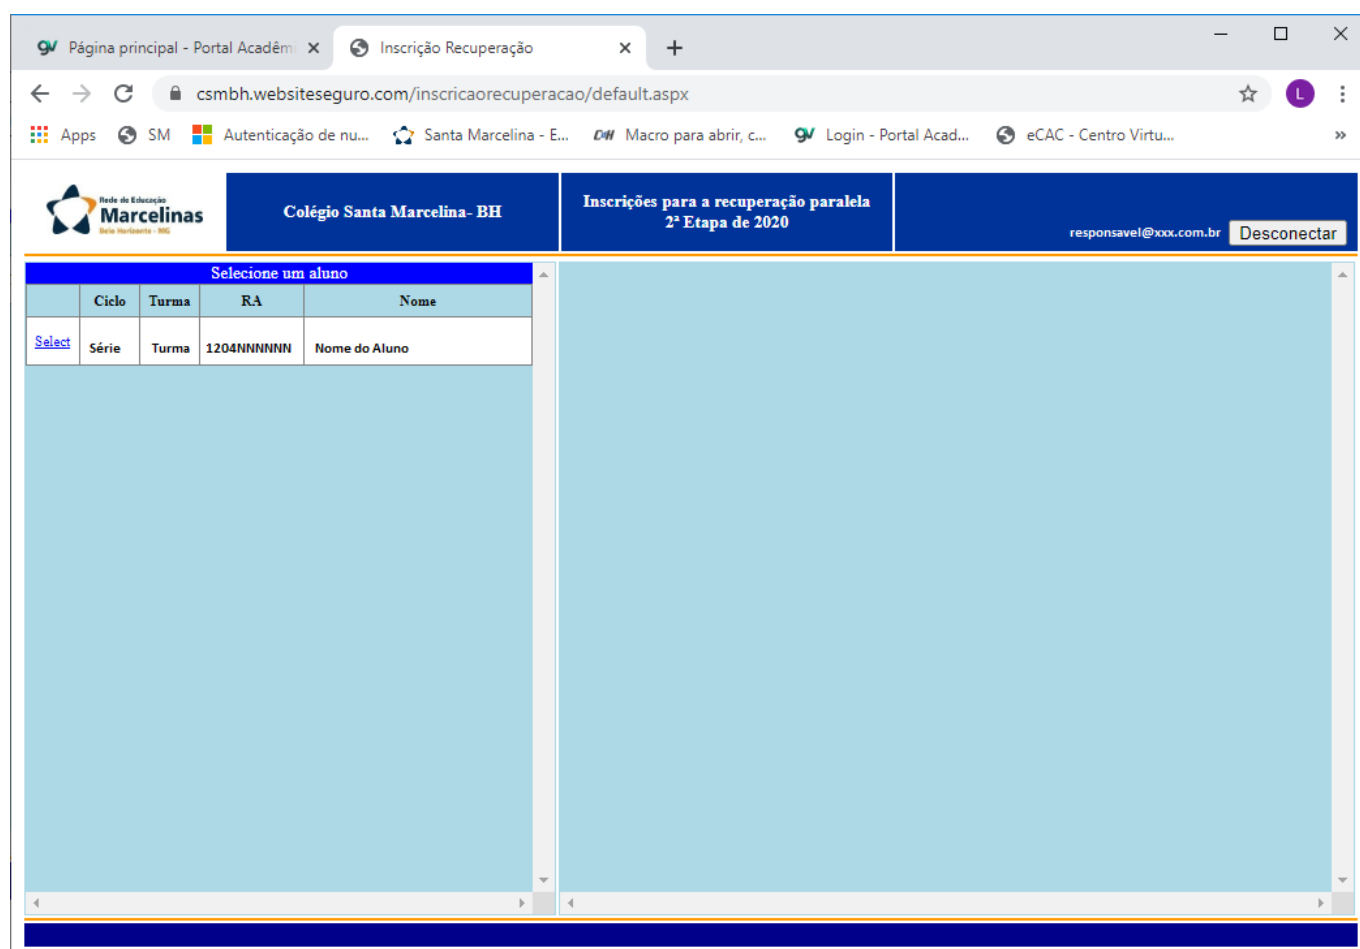 Página principal - Portal Acadêmi
Inscrição Recuperação
csmbh.websiteseguro.com/inscricaorecuperacao/default.aspx
L
Apps
SM
Autenticação de nu...
Santa Marcelina - E...
Macro para abrir, c...
Login - Portal Acad...
eCAC - Centro Virtu...
Rede de Educação
Marcelinas
Belo Horizonte - MG
Colégio Santa Marcelina- BH
Inscrições para a recuperação paralela
2ª Etapa de 2020
responsavel@xxx.com.br
Desconectar
Selecione um aluno
Ciclo Turma RA Nome
Select Série Turma 1204NNNNNN Nome do Aluno